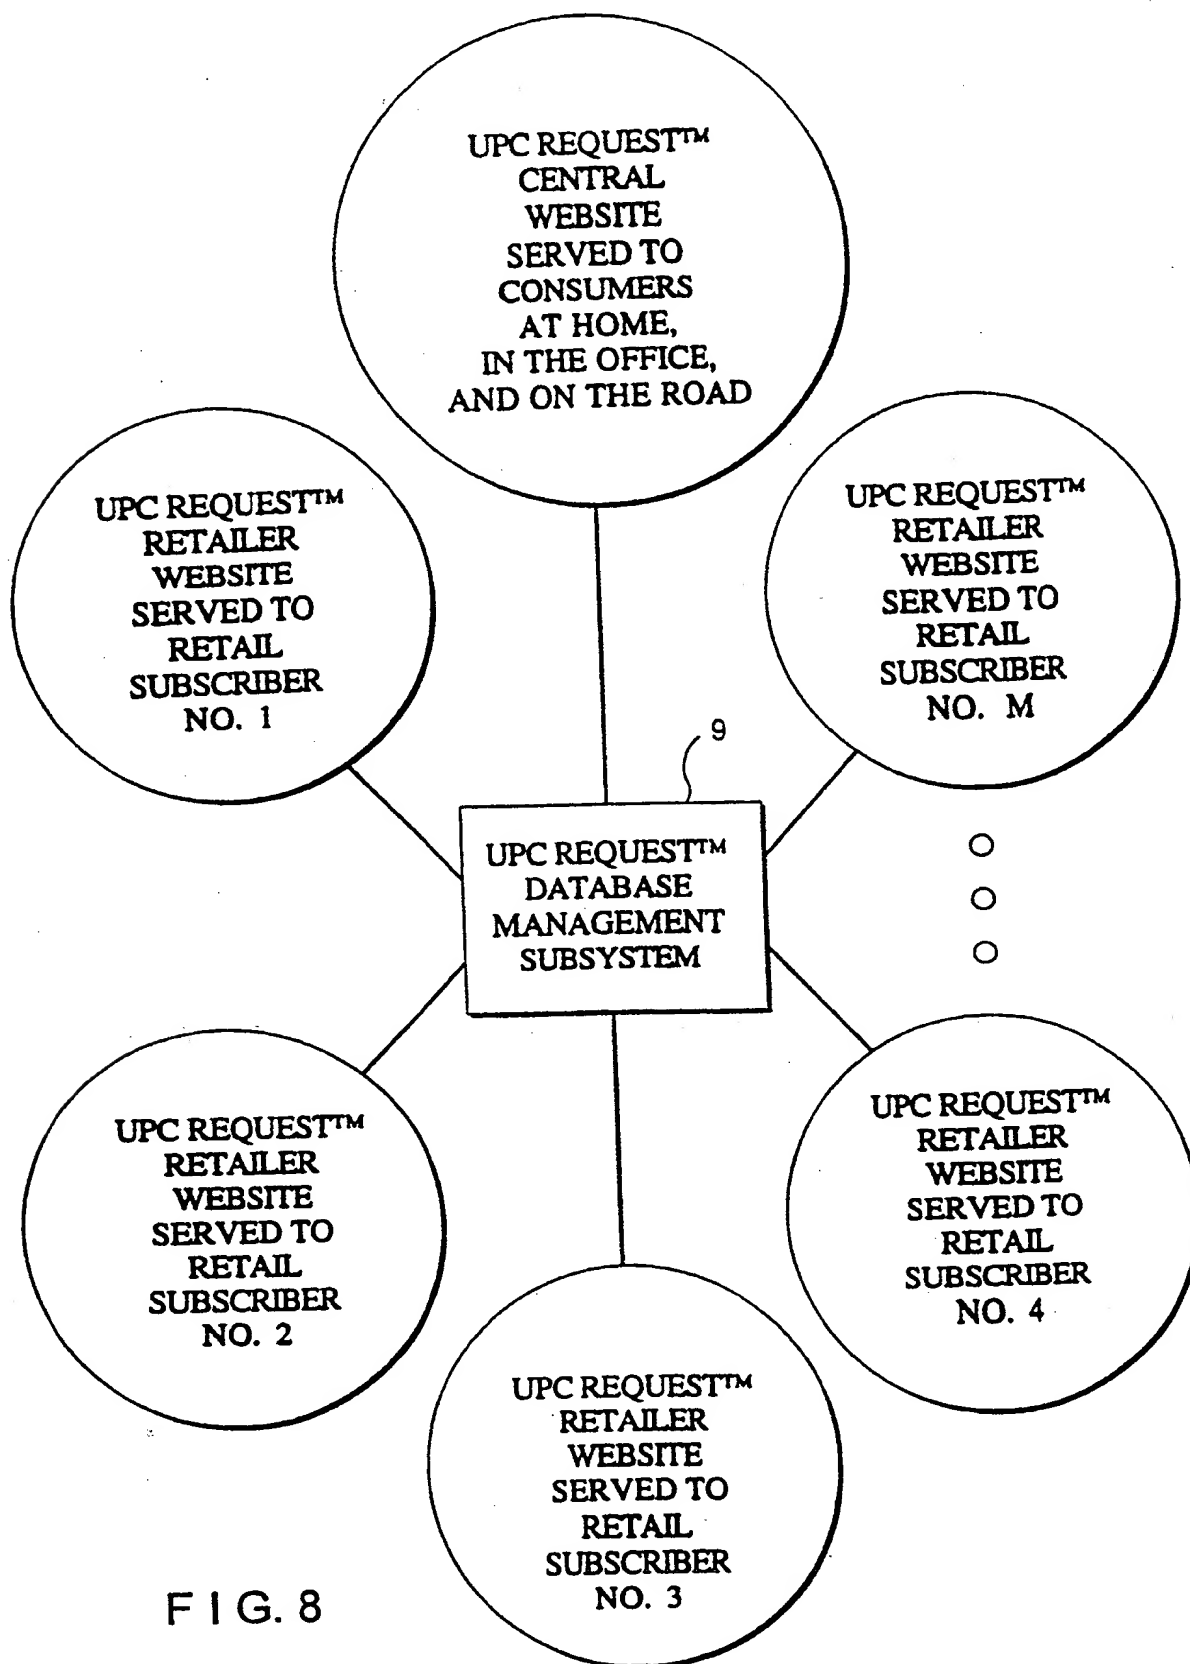 UPC REQUEST™
CENTRAL
WEBSITE
SERVED TO
CONSUMERS
AT HOME,
IN THE OFFICE,
AND ON THE ROAD
UPC REQUEST™
RETAILER
WEBSITE
SERVED TO
RETAIL
SUBSCRIBER
NO. 1
UPC REQUEST™
RETAILER
WEBSITE
SERVED TO
RETAIL
SUBSCRIBER
NO. M
9
UPC REQUEST™
DATABASE
MANAGEMENT
SUBSYSTEM
UPC REQUEST™
RETAILER
WEBSITE
SERVED TO
RETAIL
SUBSCRIBER
NO. 2
UPC REQUEST™
RETAILER
WEBSITE
SERVED TO
RETAIL
SUBSCRIBER
NO. 4
UPC REQUEST™
RETAILER
WEBSITE
SERVED TO
RETAIL
SUBSCRIBER
NO. 3
FIG. 8